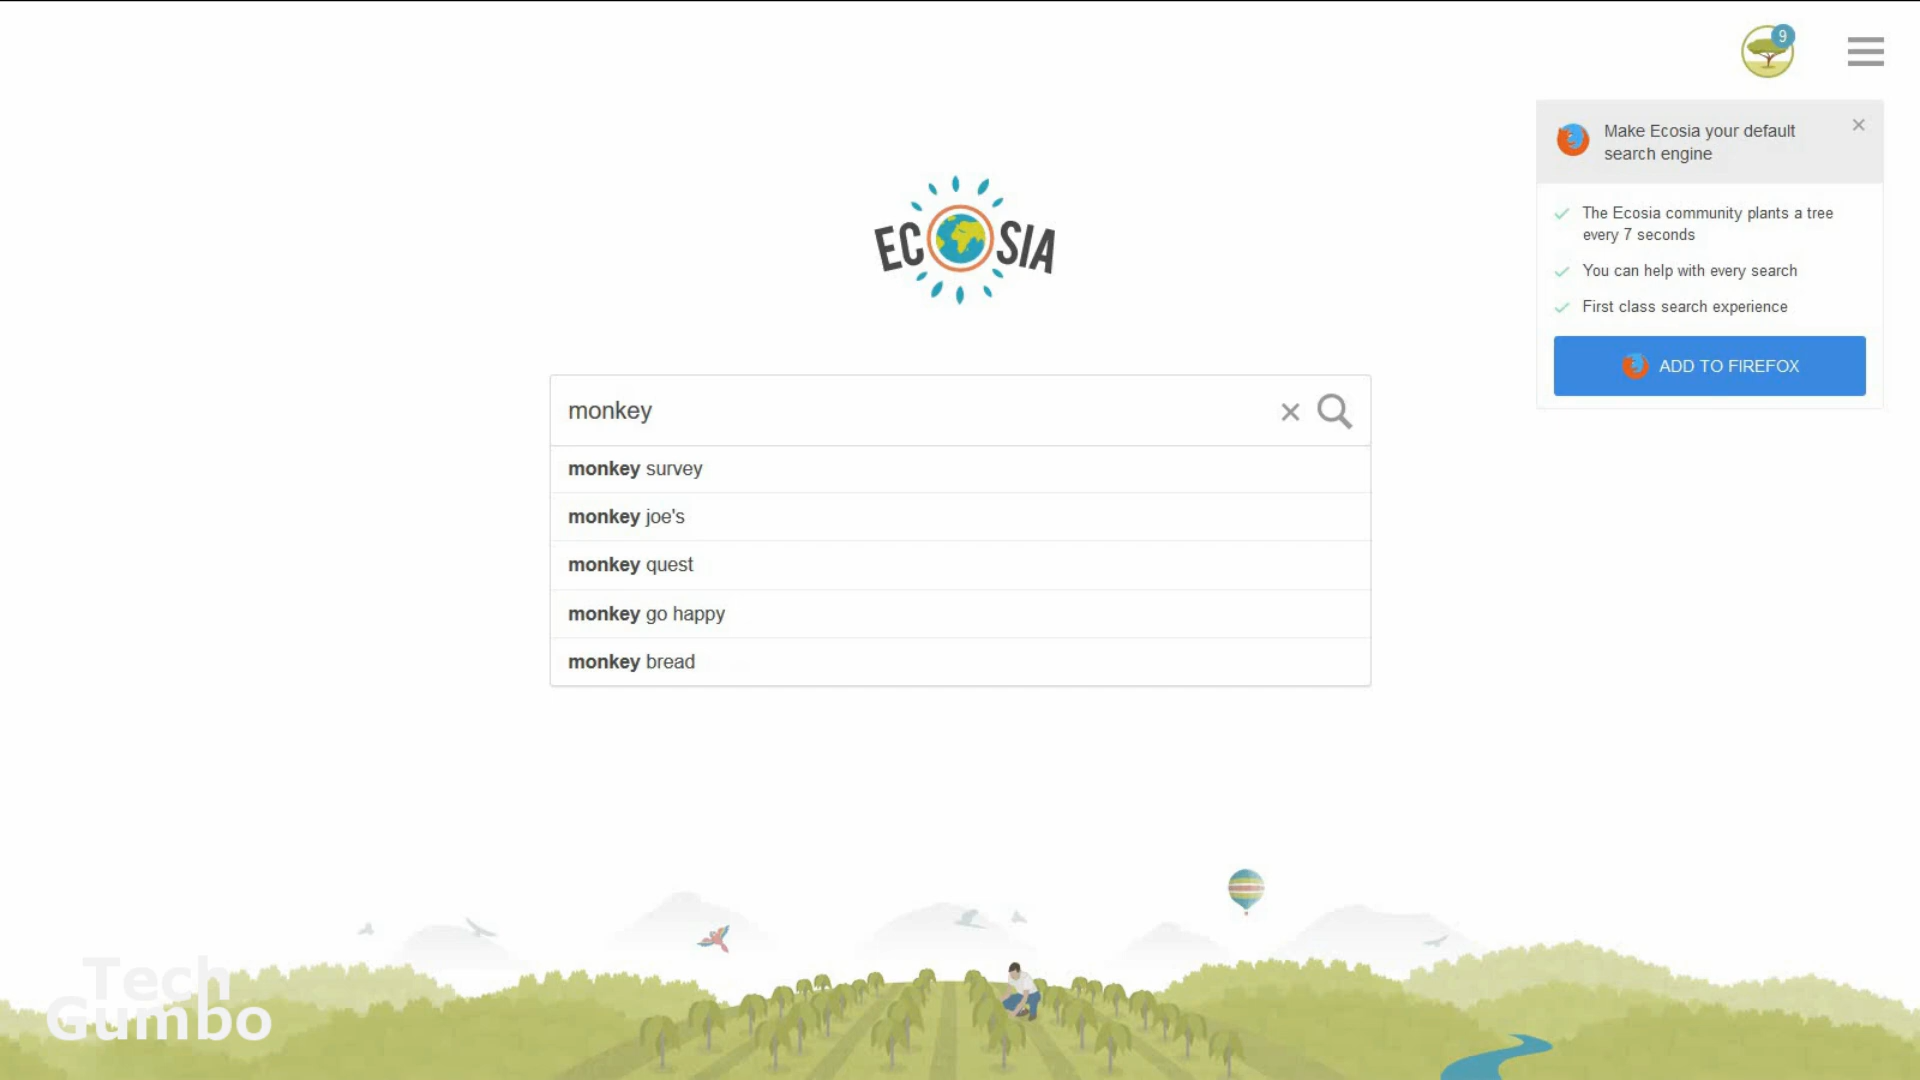 9
Make Ecosia your default
search engine
The Ecosia community plants a tree
every 7 seconds
You can help with every search
First class search experience
ADD TO FIREFOX
ECOSIA
monkey
monkey survey
monkey joe's
monkey quest
monkey go happy
monkey bread
Tech
Gumbo